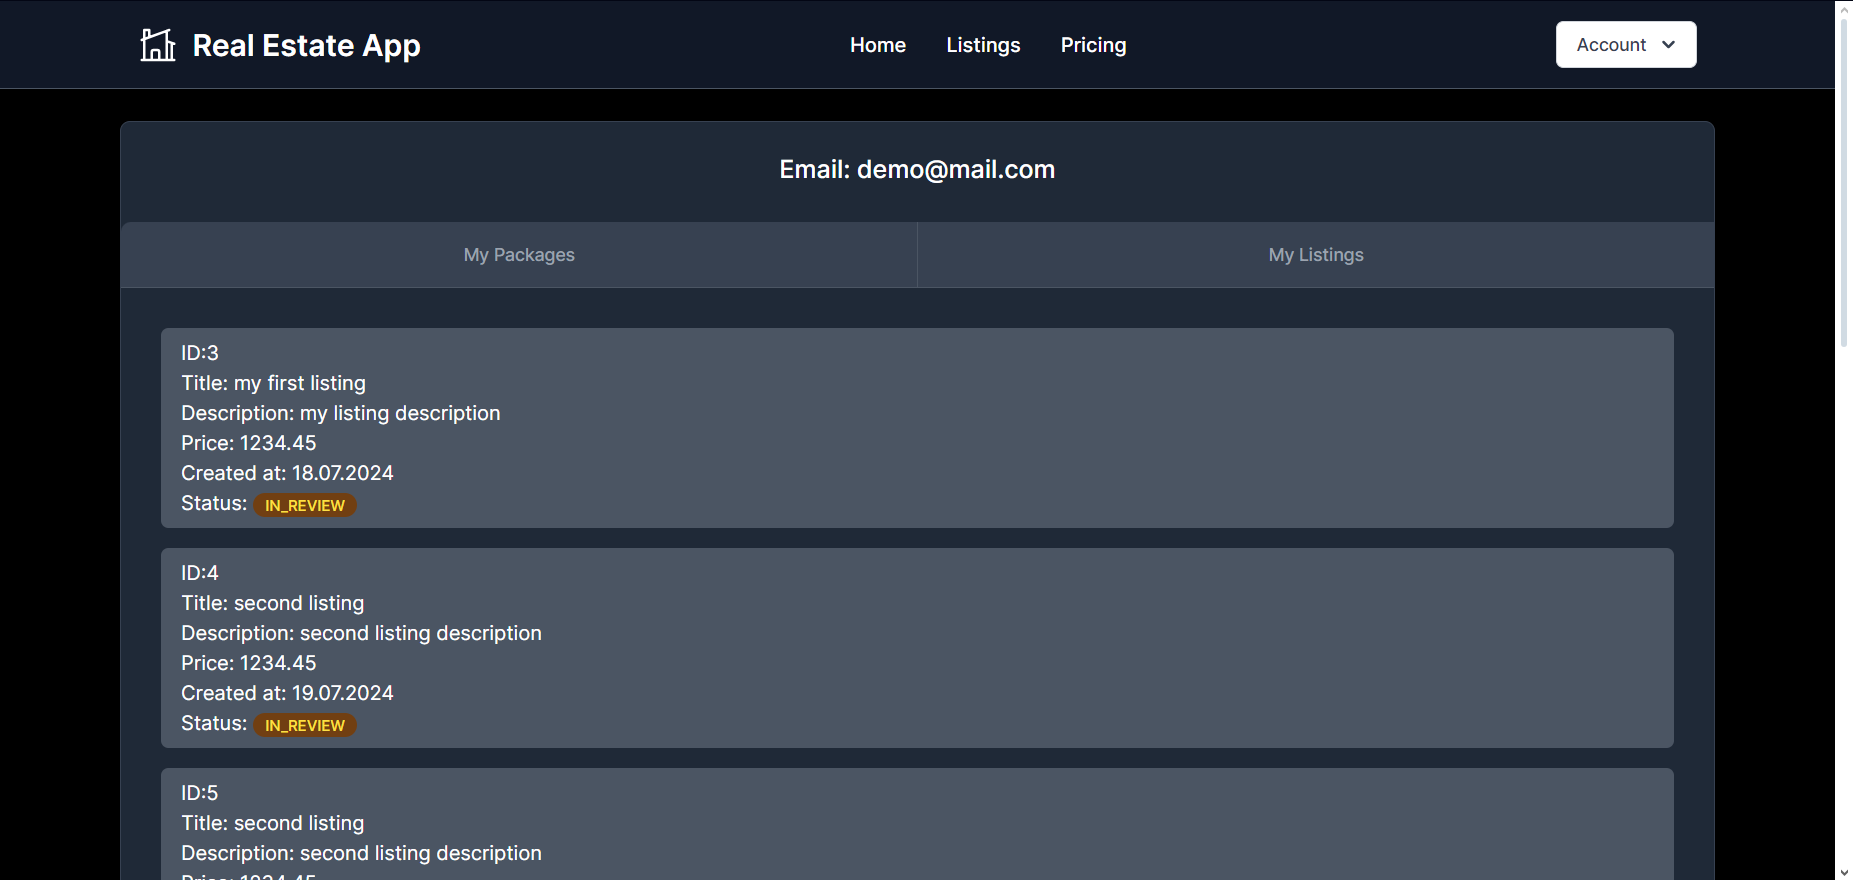 Real Estate App
Home Listings Pricing
Account
Email: demo@mail.com
My Packages My Listings
ID:3
Title: my first listing
Description: my listing description
Price: 1234.45
Created at: 18.07.2024
Status: IN_REVIEW
ID:4
Title: second listing
Description: second listing description
Price: 1234.45
Created at: 19.07.2024
Status: IN_REVIEW
ID:5
Title: second listing
Description: second listing description
Price: 1234.45